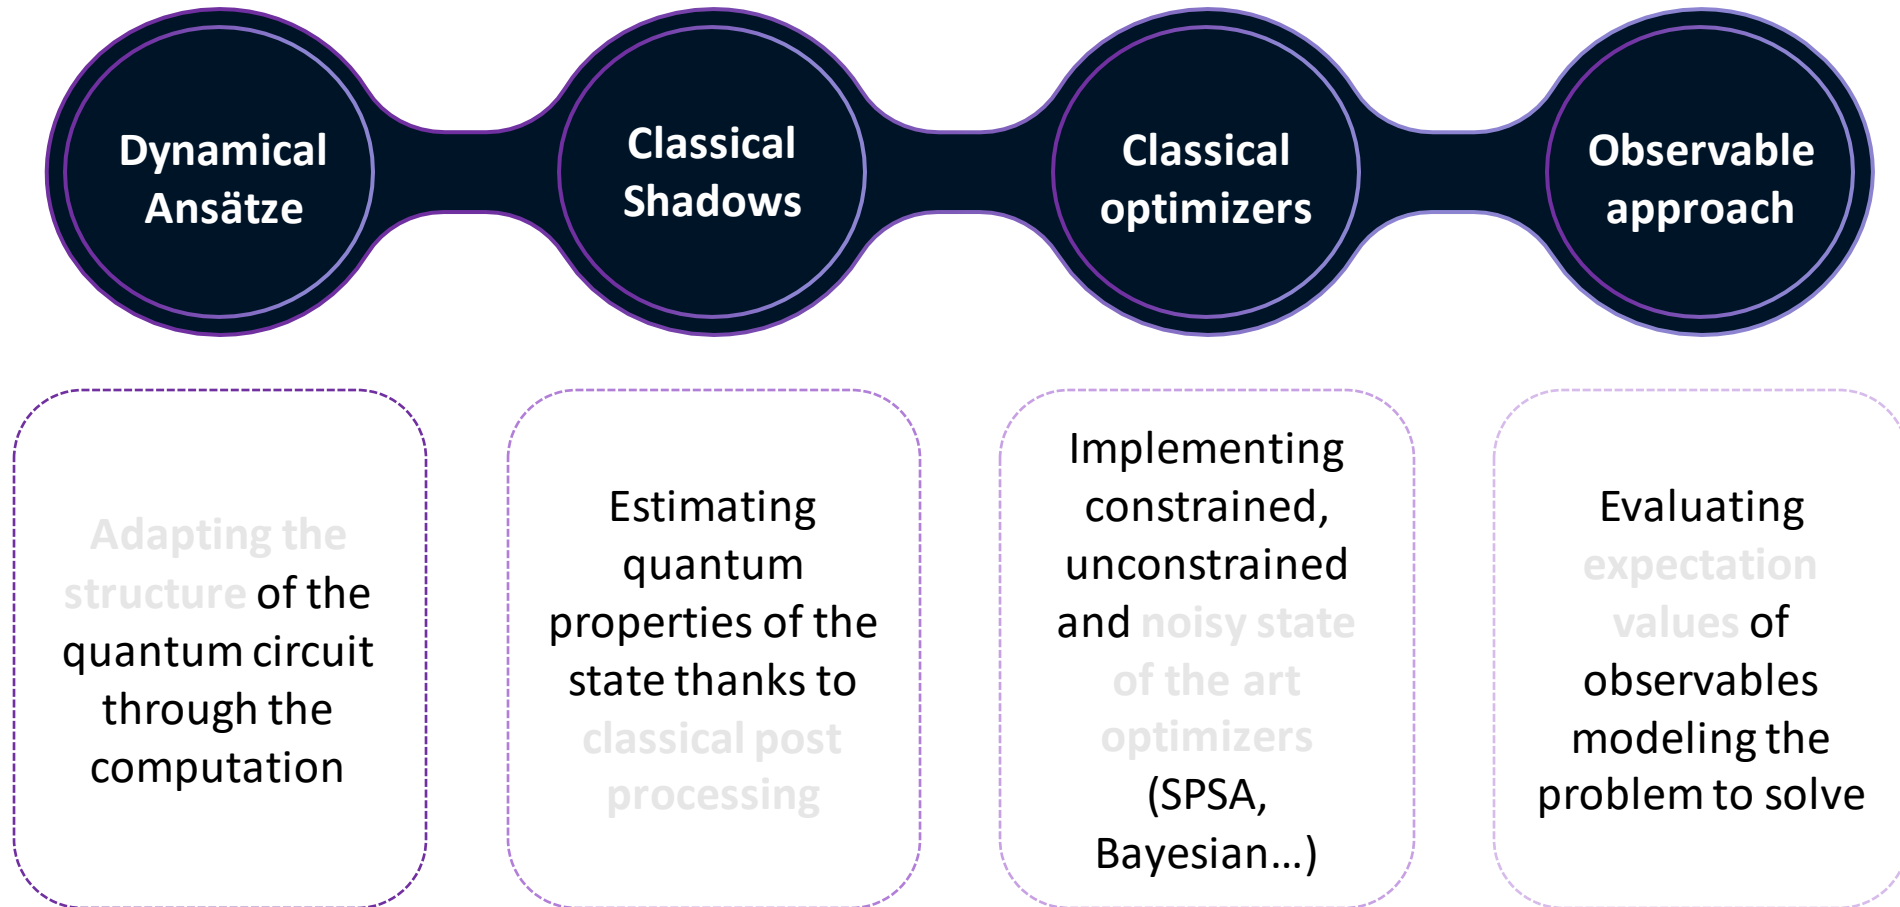 Dynamical
Ansätze
Classical
Shadows
Classical
optimizers
Observable
approach
Adapting the
structure of the
quantum circuit
through the
computation
Estimating
quantum
properties of the
state thanks to
classical post
processing
Implementing
constrained,
unconstrained
and noisy state
of the art
optimizers
(SPSA,
Bayesian…)
Evaluating
expectation
values of
observables
modeling the
problem to solve